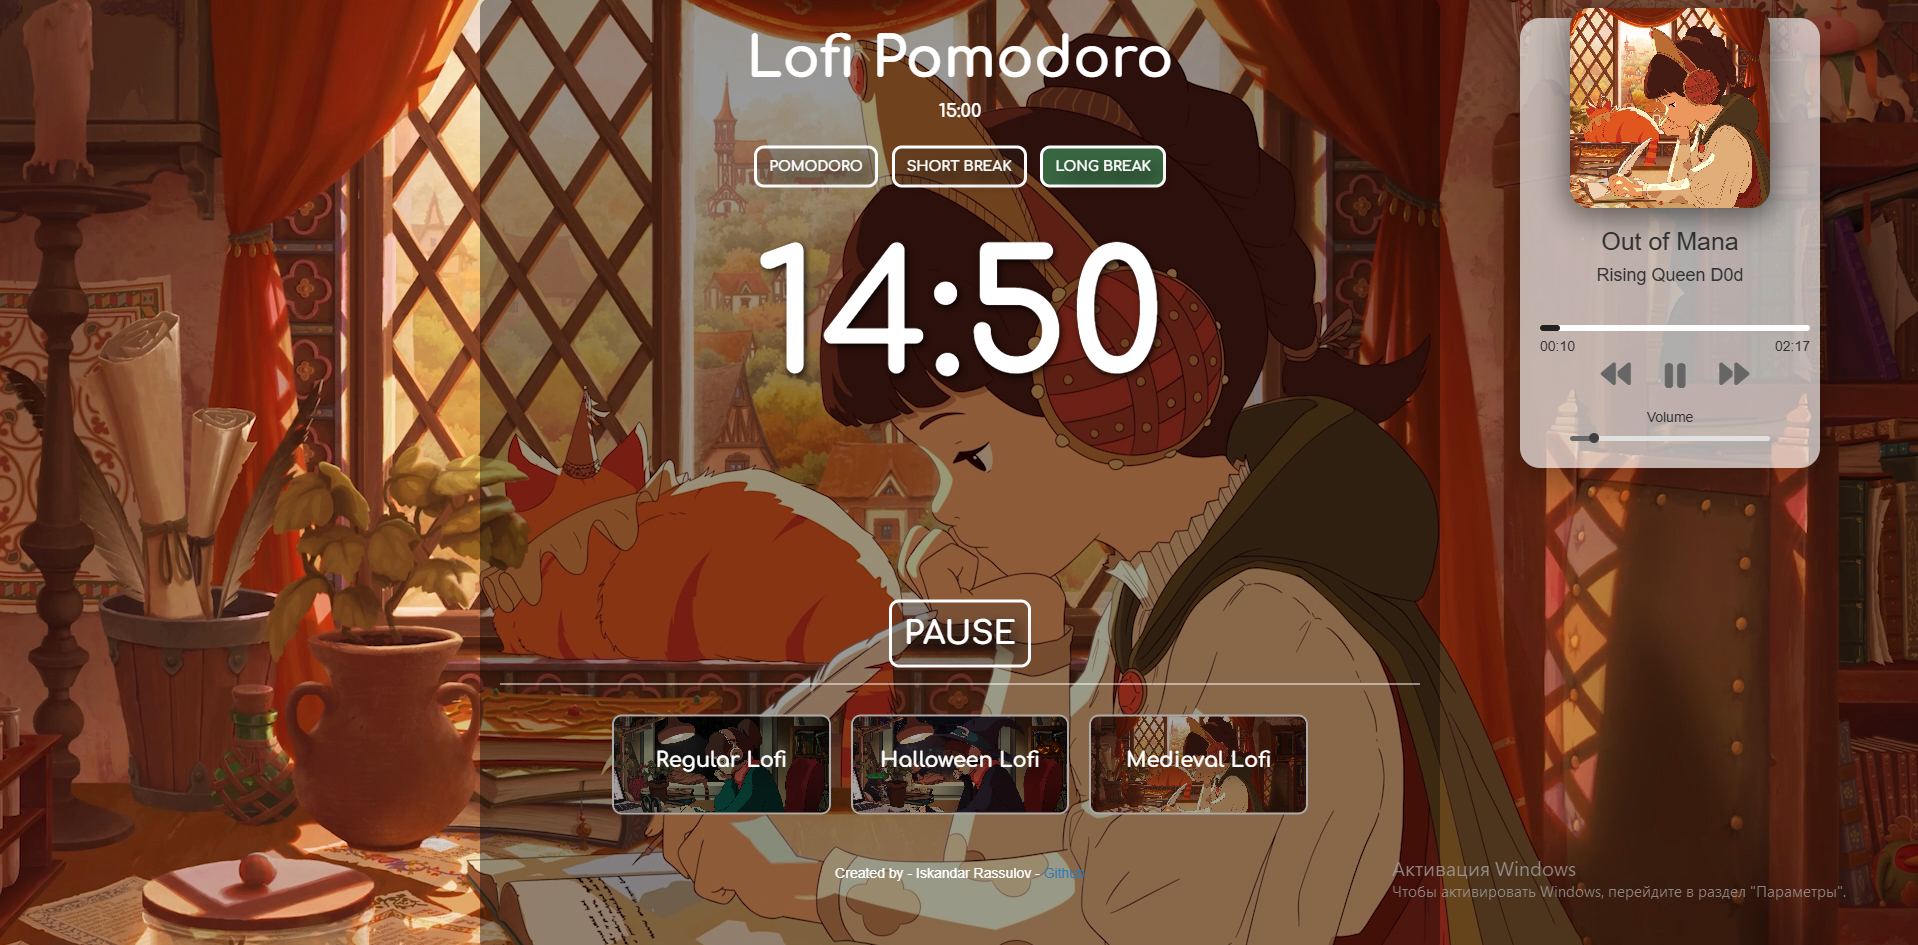 Lofi Pomodoro
15:00
POMODORO
SHORT BREAK
LONG BREAK
14:50
PAUSE
Regular Lofi
Halloween Lofi
Medieval Lofi
Created by - Iskandar Rassulov - Github
Out of Mana
Rising Queen D0d
00:10
02:17
Volume
Активация Windows
Чтобы активировать Windows, перейдите в раздел "Параметры".